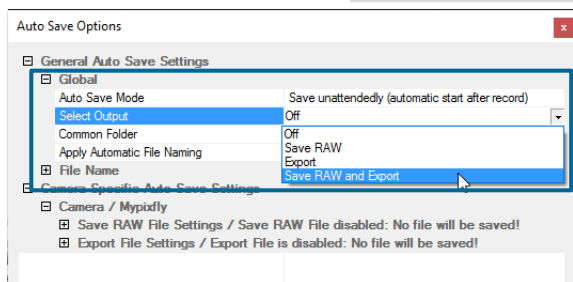 Auto Save Options
x
General Auto Save Settings
Global
Auto Save Mode Save unattendedly (automatic start after record)
Select Output Off
Common Folder Off
Save RAW
Apply Automatic File Naming Export
File Name Save RAW and Export
Camera Specific Auto Save Settings
Camera / Mypixfly
Save RAW File Settings / Save RAW File disabled: No file will be saved!
Export File Settings / Export File is disabled: No file will be saved!